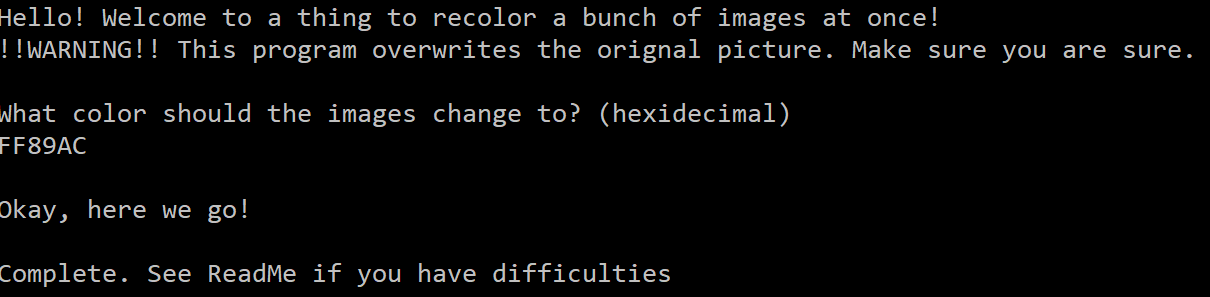 Hello! Welcome to a thing to recolor a bunch of images at once!
!!WARNING!! This program overwrites the orignal picture. Make sure you are sure.
What color should the images change to? (hexidecimal)
FF89AC
Okay, here we go!
Complete. See ReadMe if you have difficulties